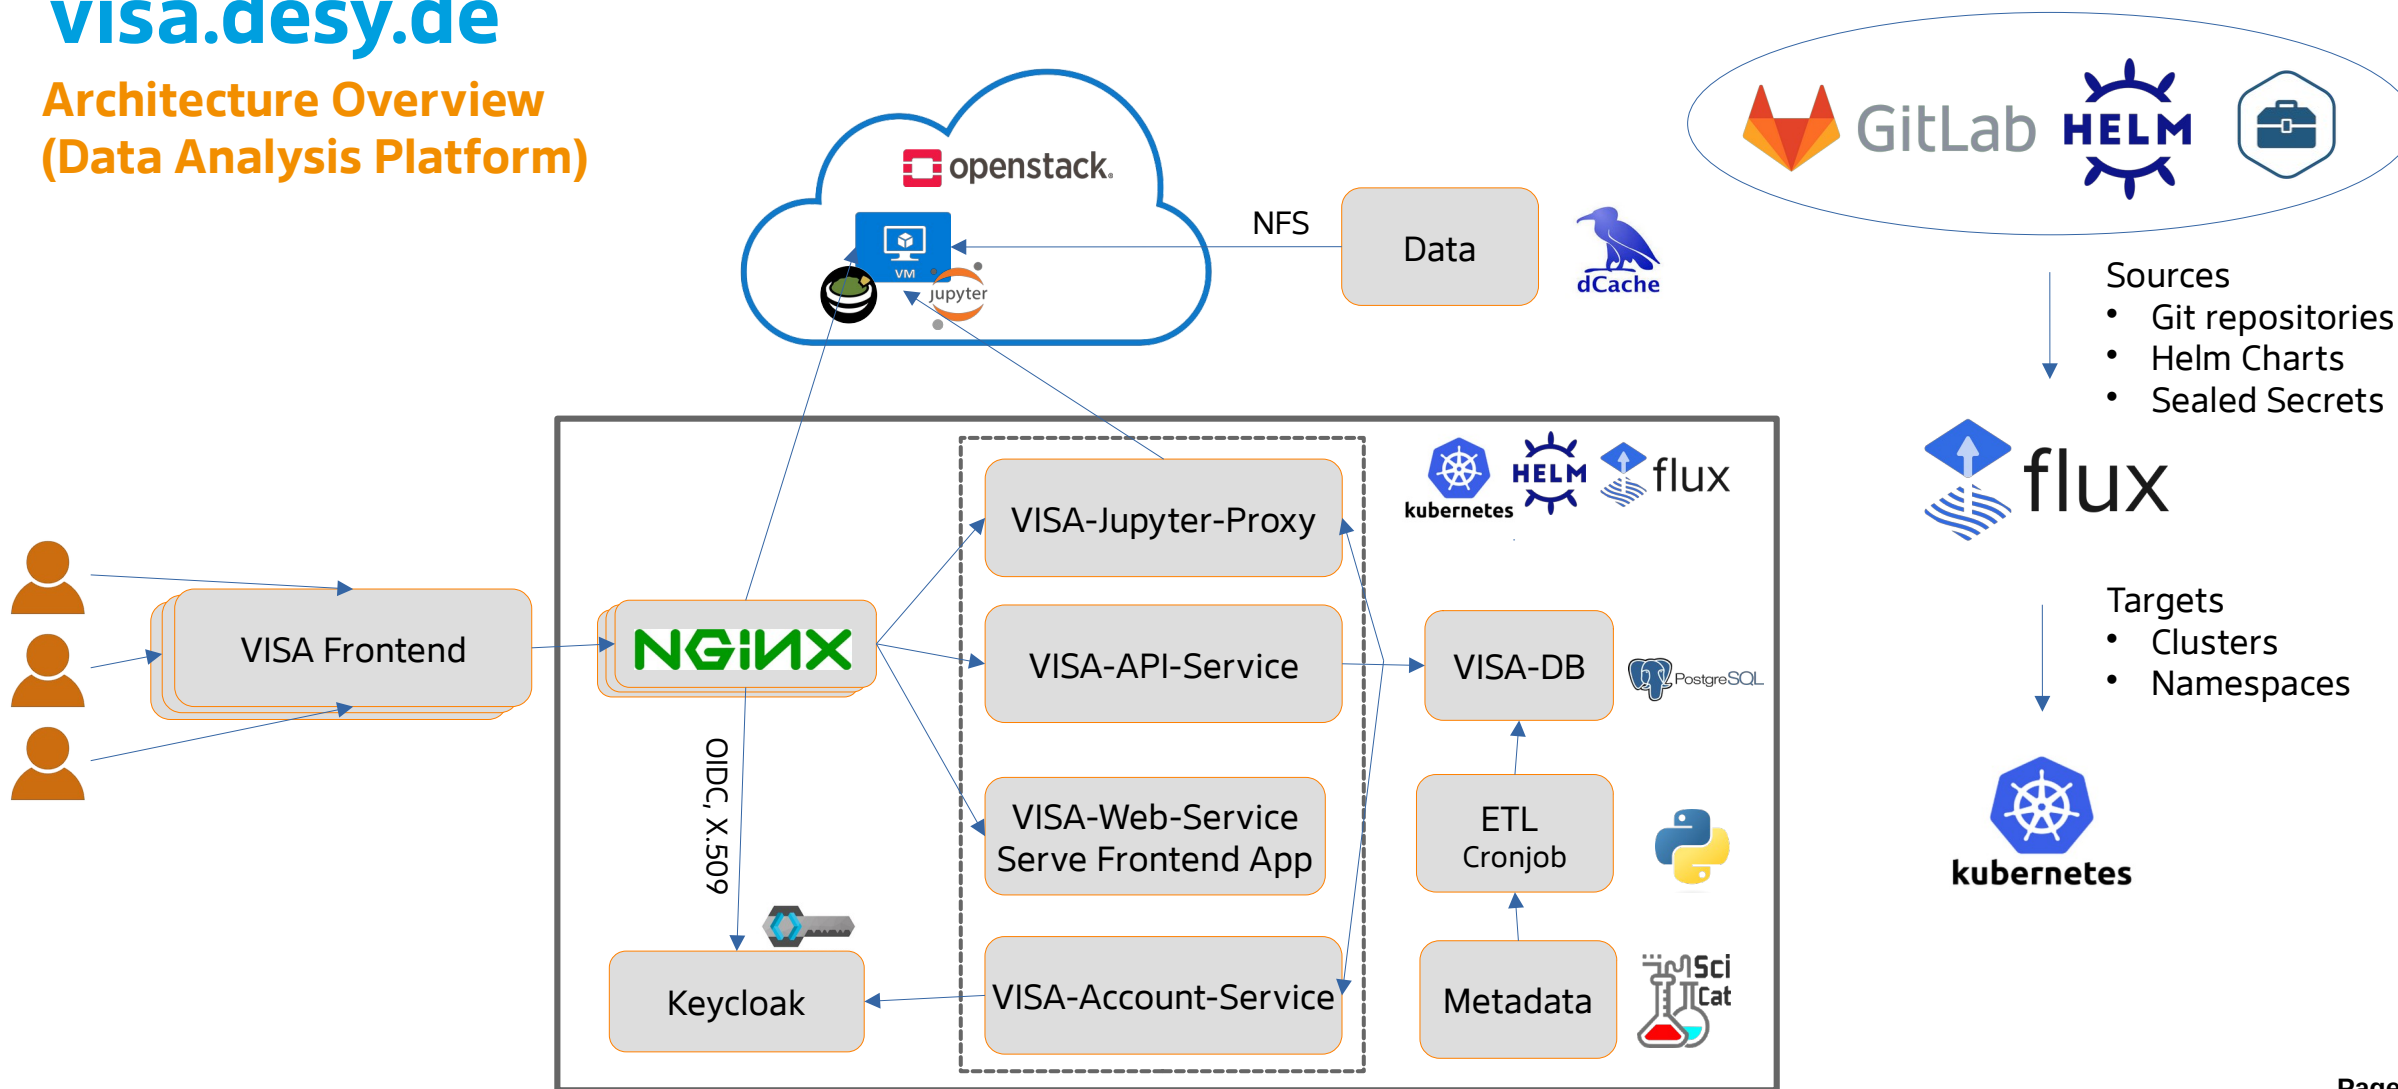 visa.desy.de
Architecture Overview
(Data Analysis Platform)
openstack.
VM
jupyter
NFS
Data
dCache
GitLab
HELM
Sources
• Git repositories
• Helm Charts
• Sealed Secrets
flux
Targets
• Clusters
• Namespaces
kubernetes
VISA Frontend
NGINX
OIDC, X.509
Keycloak
VISA-Jupyter-Proxy
VISA-API-Service
VISA-Web-Service
Serve Frontend App
VISA-Account-Service
kubernetes
HELM
flux
VISA-DB
PostgreSQL
ETL
Cronjob
Metadata
Sci
Cat
Page